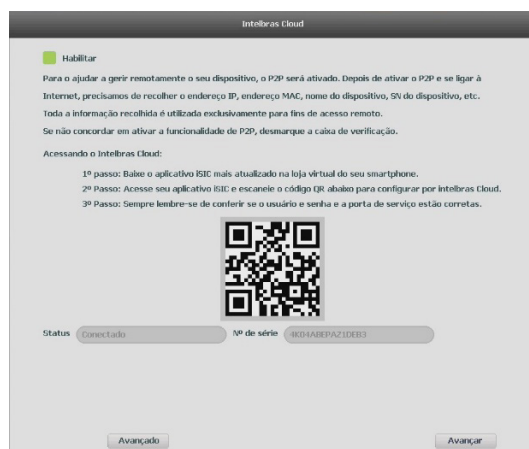 Intelbras Cloud
Habilitar
Para o ajudar a gerir remotamente o seu dispositivo, o P2P será ativado. Depois de ativar o P2P e se ligar à
Internet, precisamos de recolher o endereço IP, endereço MAC, nome do dispositivo, SN do dispositivo, etc.
Toda a informação recolhida é utilizada exclusivamente para fins de acesso remoto.
Se não concordar em ativar a funcionalidade de P2P, desmarque a caixa de verificação.
Acessando o Intelbras Cloud:
1º passo: Baixe o aplicativo iSIC mais atualizado na loja virtual do seu smartphone.
2º Passo: Acesse seu aplicativo iSIC e escaneie o código QR abaixo para configurar por intelbras Cloud.
3º Passo: Sempre lembre-se de conferir se o usuário e senha e a porta de serviço estão corretas.
Status Conectado Nº de série
Avançado Avançar